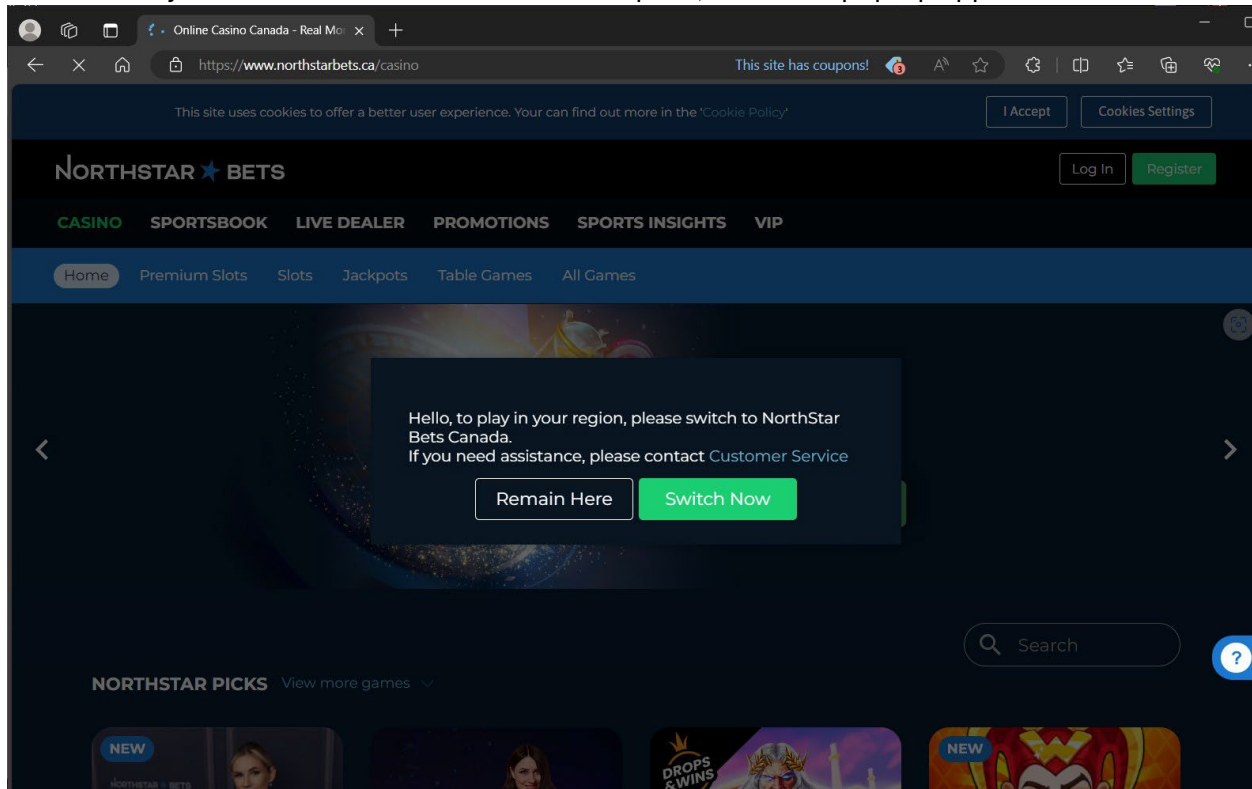 Online Casino Canada - Real Mo
https://www.northstarbets.ca/casino
This site has coupons!
3
This site uses cookies to offer a better user experience. Your can find out more in the 'Cookie Policy'
I Accept
Cookies Settings
NORTHSTAR BETS
Log In
Register
CASINO SPORTSBOOK LIVE DEALER PROMOTIONS SPORTS INSIGHTS VIP
Home Premium Slots Slots Jackpots Table Games All Games
Hello, to play in your region, please switch to NorthStar
Bets Canada.
If you need assistance, please contact Customer Service
Remain Here
Switch Now
Search
?
NORTHSTAR PICKS View more games
NEW
NORTHSTAR BETS
DROPS
& WINS
NEW